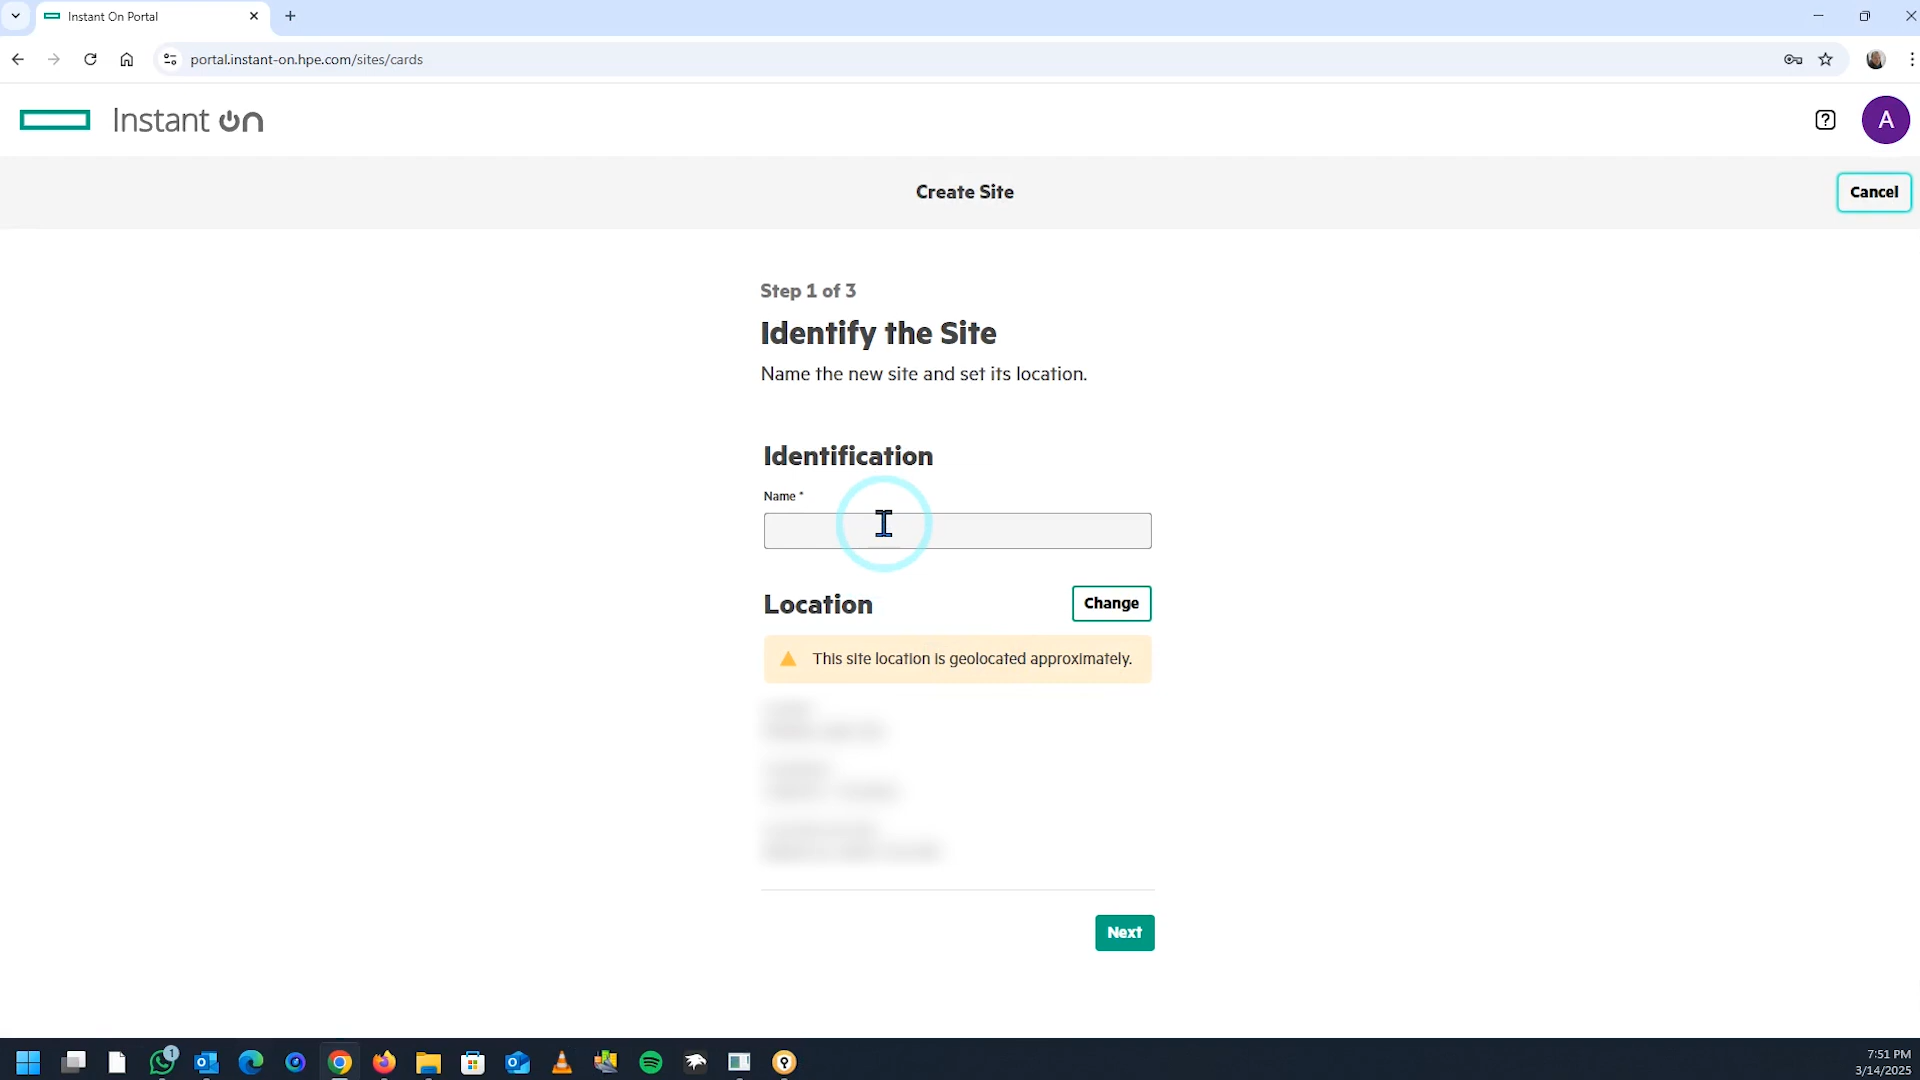 Instant On Portal
portal.instant-on.hpe.com/sites/cards
Instant On
A
Create Site
Cancel
Step 1 of 3
Identify the Site
Name the new site and set its location.
Identification
Name *
Location
Change
This site location is geolocated approximately.
Next
1
7:51 PM
3/14/2025